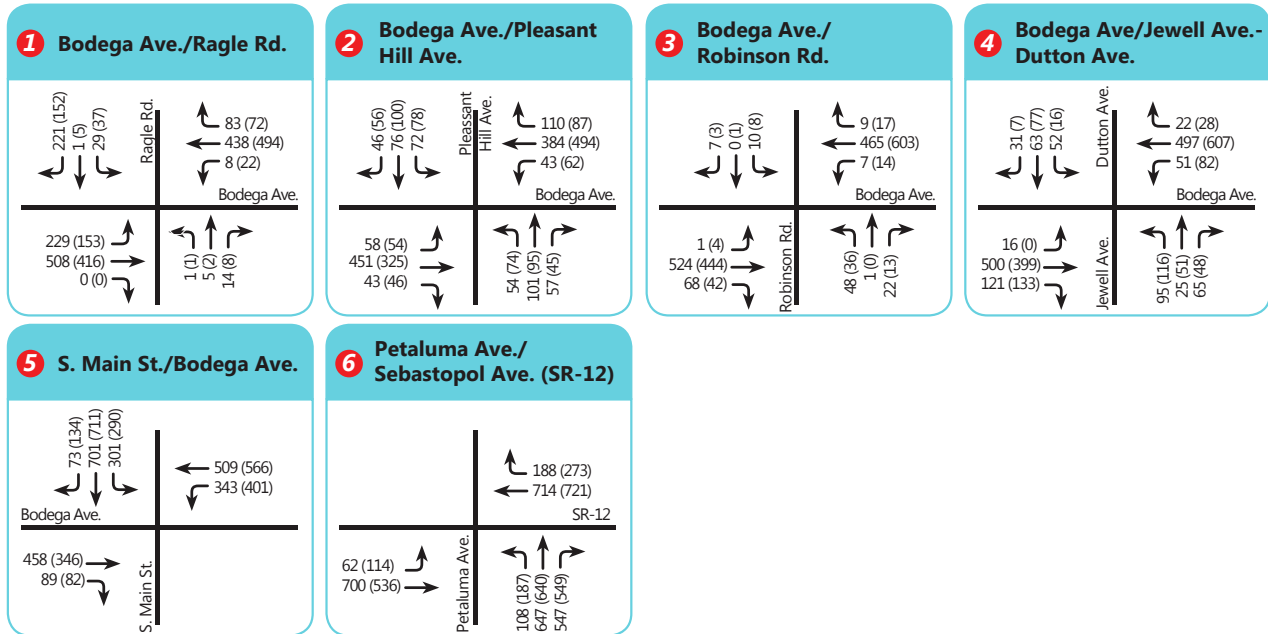 1 Bodega Ave./Ragle Rd.
221 (152)
1 (5)
29 (37)
Ragle Rd.
83 (72)
438 (494)
8 (22)
Bodega Ave.
229 (153)
508 (416)
0 (0)
1 (1)
5 (2)
14 (8)
2 Bodega Ave./Pleasant
Hill Ave.
46 (56)
76 (100)
72 (78)
Pleassant
Hill Ave.
110 (87)
384 (494)
43 (62)
Bodega Ave.
58 (54)
451 (325)
43 (46)
54 (74)
101 (95)
57 (45)
3 Bodega Ave./
Robinson Rd.
7 (3)
0 (1)
10 (8)
9 (17)
465 (603)
7 (14)
Bodega Ave.
1 (4)
524 (444)
68 (42)
Robinson Rd.
48 (36)
1 (0)
22 (13)
4 Bodega Ave/Jewell Ave.-
Dutton Ave.
31 (7)
63 (77)
52 (16)
Dutton Ave.
22 (28)
497 (607)
51 (82)
Bodega Ave.
16 (0)
500 (399)
121 (133)
Jewell Ave.
95 (116)
25 (51)
65 (48)
5 S. Main St./Bodega Ave.
73 (134)
701 (711)
301 (290)
509 (566)
343 (401)
Bodega Ave.
458 (346)
89 (82)
S. Main St.
6 Petaluma Ave./
Sebastopol Ave. (SR-12)
188 (273)
714 (721)
SR-12
62 (114)
700 (536)
Petaluma Ave.
108 (187)
647 (640)
547 (549)